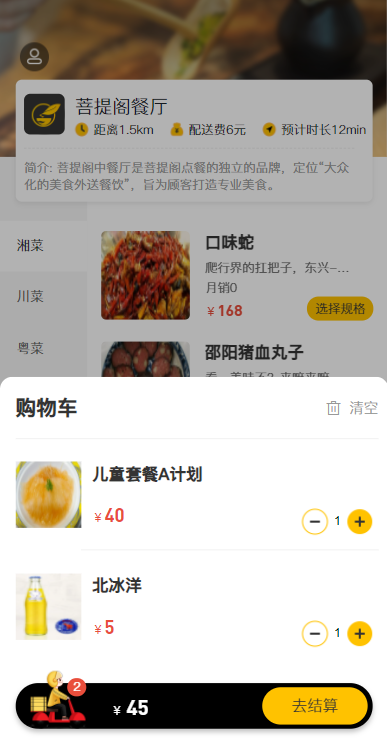 菩提阁餐厅
距离1.5km 配送费6元 预计时长12min
简介: 菩提阁中餐厅是菩提阁点餐的独立的品牌，定位“大众
化的美食外送餐饮”，旨为顾客打造专业美食。
湘菜
川菜
粤菜
口味蛇
爬行界的扛把子，东兴-...
月销0
￥168
选择规格
邵阳猪血丸子
购物车
清空
儿童套餐A计划
￥40
1
北冰洋
￥5
1
2
￥45
去结算